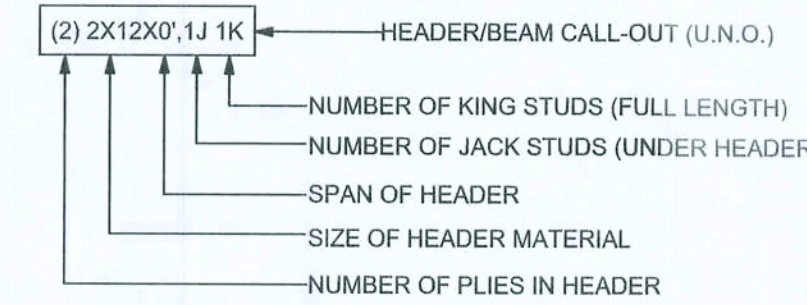 (2) 2X12X0',1J 1K
HEADER/BEAM CALL-OUT (U.N.O.)
NUMBER OF KING STUDS (FULL LENGTH)
NUMBER OF JACK STUDS (UNDER HEADER
SPAN OF HEADER
SIZE OF HEADER MATERIAL
NUMBER OF PLIES IN HEADER